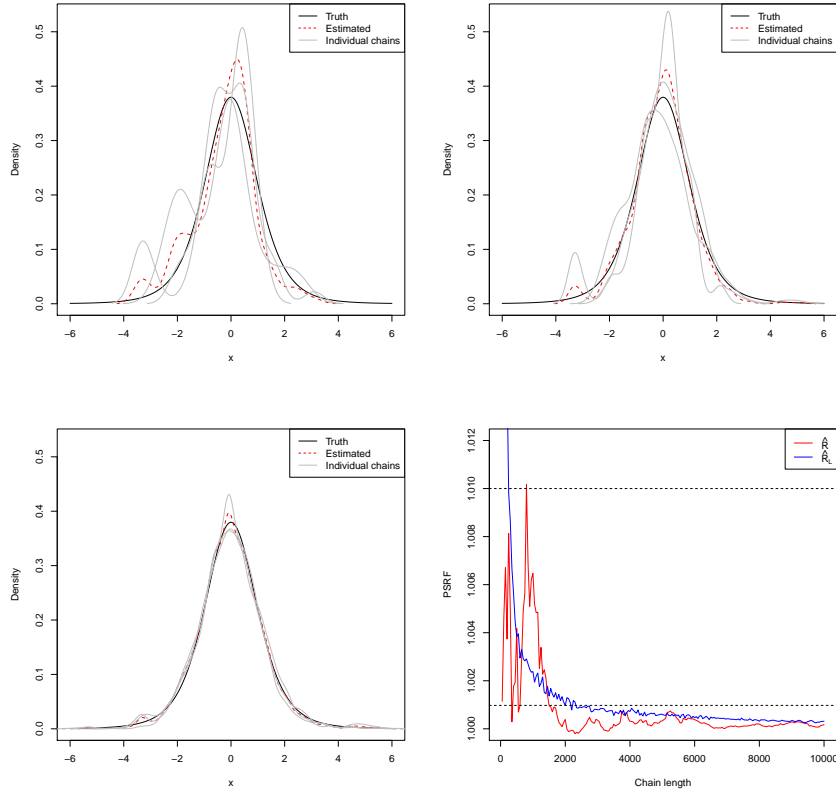 Truth
Estimated
Individual chains
Density
0.0
0.1
0.2
0.3
0.4
0.5
−6
−4
−2
0
2
4
6
x
Truth
Estimated
Individual chains
Density
0.0
0.1
0.2
0.3
0.4
0.5
−6
−4
−2
0
2
4
6
x
Truth
Estimated
Individual chains
Density
0.0
0.1
0.2
0.3
0.4
0.5
−6
−4
−2
0
2
4
6
x
R̂
R̂L
PSRF
1.000
1.002
1.004
1.006
1.008
1.010
1.012
0
2000
4000
6000
8000
10000
Chain length